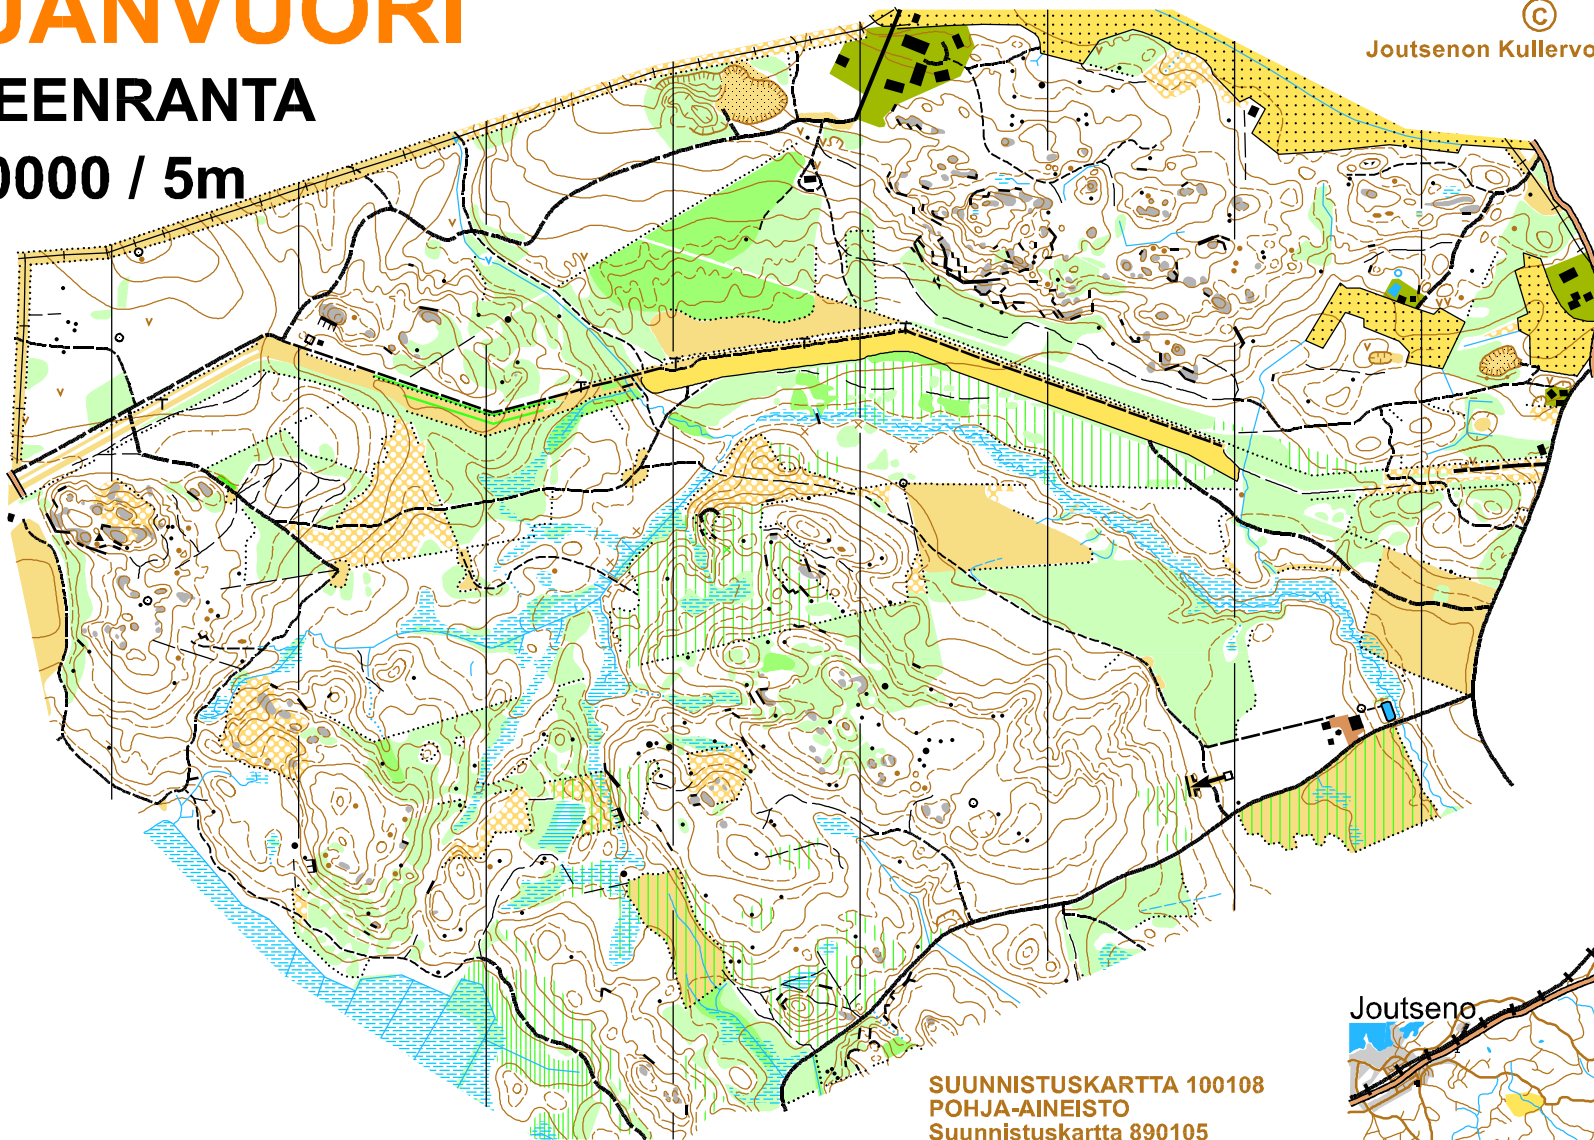 JANVUORI
EENRANTA
0000 / 5m
©
Joutsenon Kullervo
Joutseno
SUUNNISTUSKARTTA 100108
POHJA-AINEISTO
Suunnistuskartta 890105